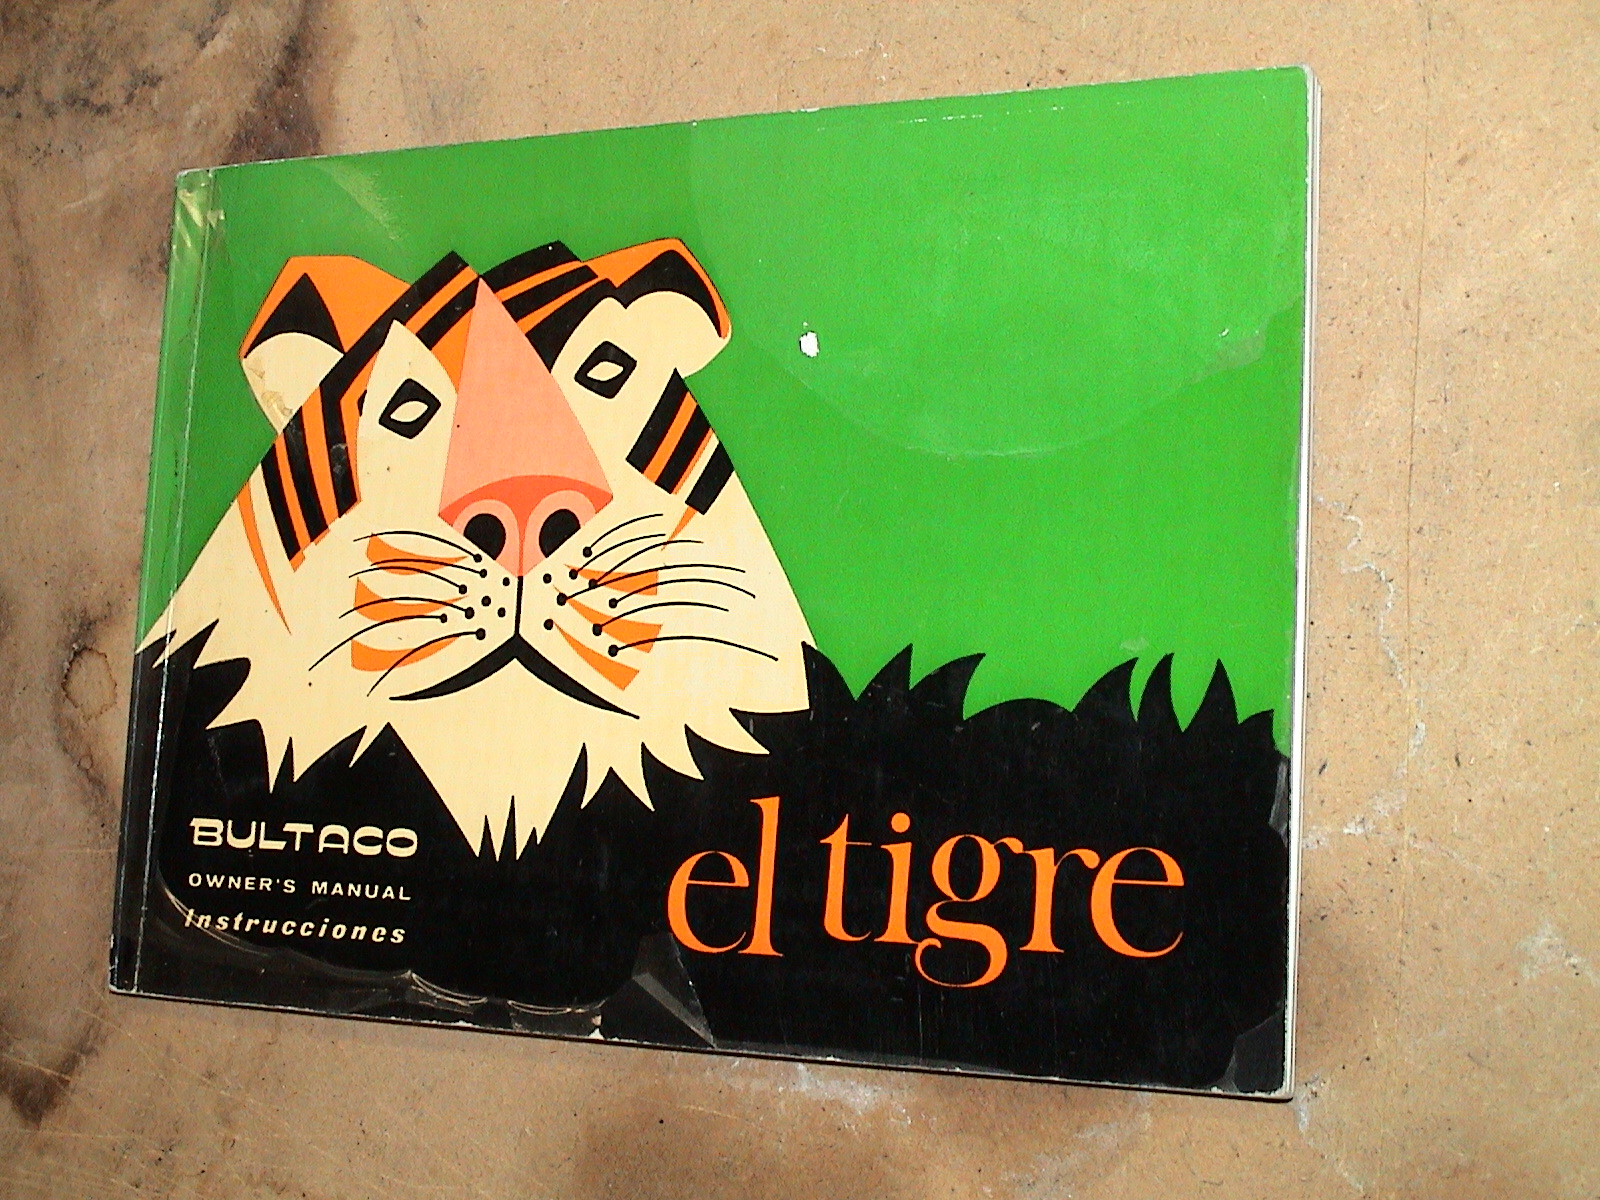 BULTACO
OWNER'S MANUAL
Instrucciones
el tigre